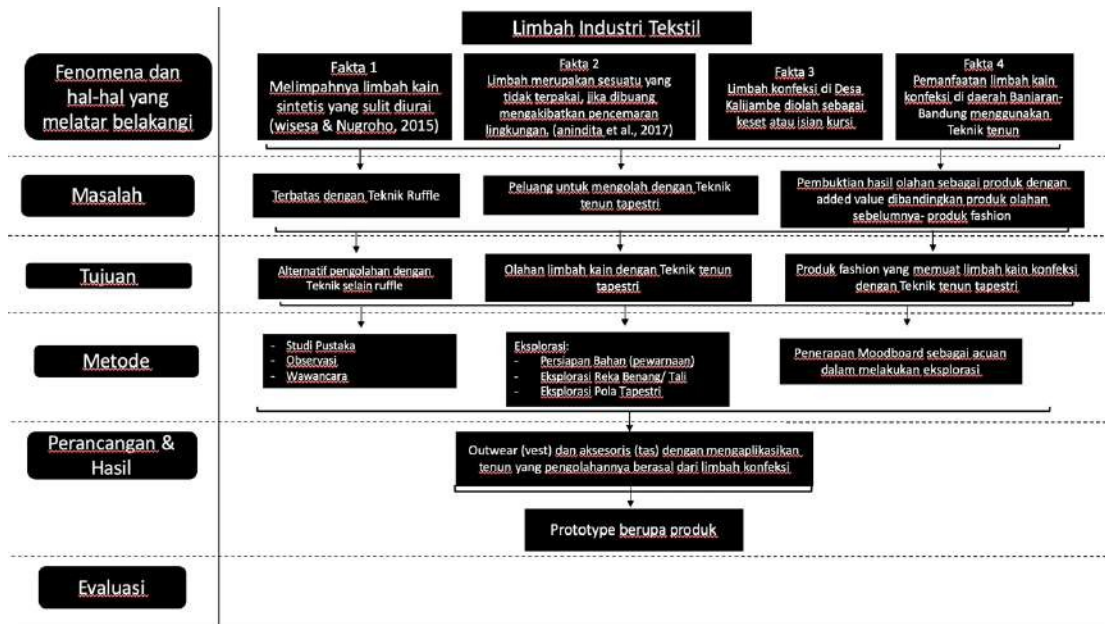 Limbah Industri Tekstil
Fenomena dan
hal-hal yang
melatar belakangi
Fakta 1
Melimpahnya limbah kain
sintetis yang sulit diurai
(wisesa & Nugroho, 2015)
Fakta 2
Limbah merupakan sesuatu yang
tidak terpakai, jika dibuang
mengakibatkan pencemaran
lingkungan, (anindita et al., 2017)
Fakta 3
Limbah konfeksi di Desa
Kalijambe diolah sebagai
keset atau isian kursi
Fakta 4
Pemanfaatan limbah kain
konfeksi di daerah Banjaran-
Bandung menggunakan
Teknik tenun
Masalah
Terbatas dengan Teknik Ruffle
Peluang untuk mengolah dengan Teknik
tenun tapestri
Pembuktian hasil olahan sebagai produk dengan
added value dibandingkan produk olahan
sebelumnya- produk fashion
Tujuan
Alternatif pengolahan dengan
Teknik selain ruffle
Olahan limbah kain dengan Teknik tenun
tapestri
Produk fashion yang memuat limbah kain konfeksi
dengan Teknik tenun tapestri
Metode
- Studi Pustaka
- Observasi
- Wawancara
Eksplorasi:
- Persiapan Bahan (pewarnaan)
- Eksplorasi Reka Benang/ Tali
- Eksplorasi Pola Tapestri
Penerapan Moodboard sebagai acuan
dalam melakukan eksplorasi
Perancangan &
Hasil
Outwear (vest) dan aksesoris (tas) dengan mengaplikasikan
tenun yang pengolahannya berasal dari limbah konfeksi
Prototype berupa produk
Evaluasi